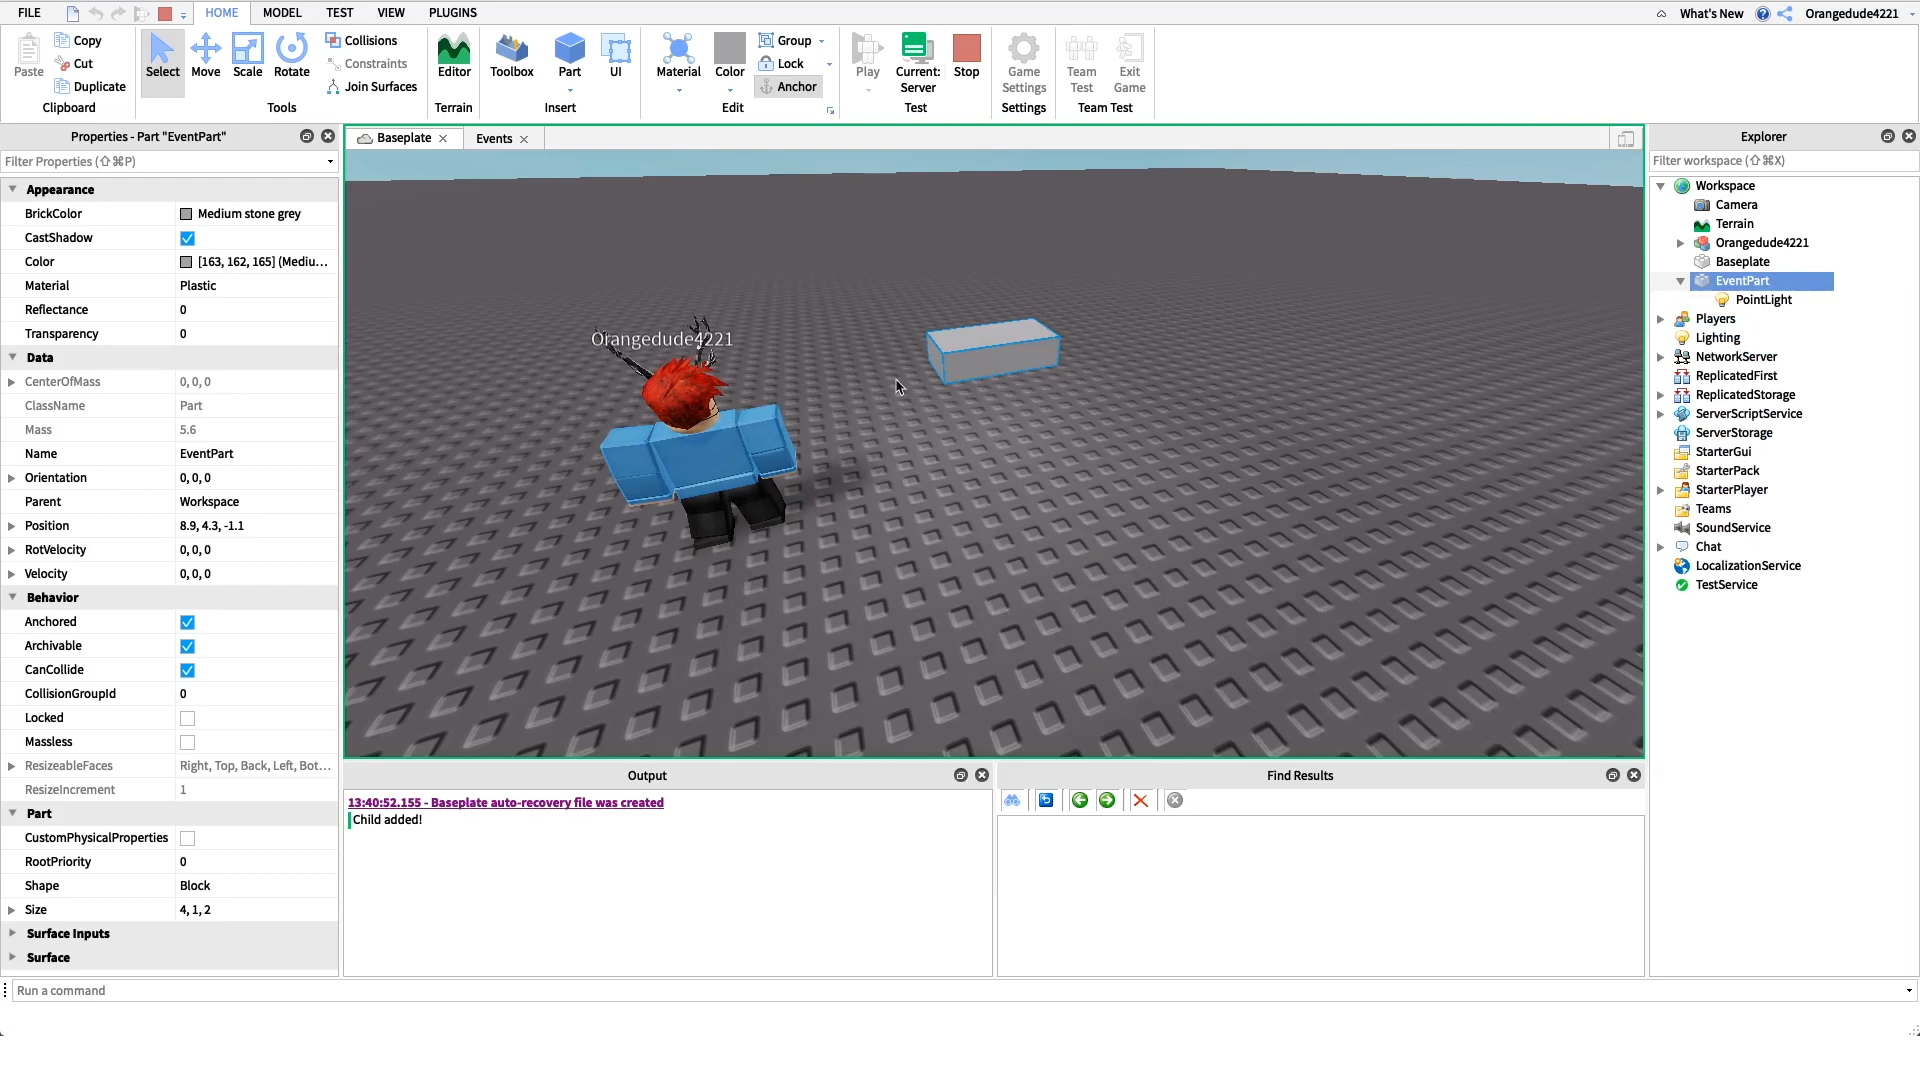 FILE HOME MODEL TEST VIEW PLUGINS What's New Orangedude4221
Paste Copy Cut Duplicate Clipboard
Select Move Scale Rotate Collisions Constraints Join Surfaces Tools
Editor Terrain
Toolbox Part UI Insert
Material Color Group Lock Anchor Edit
Play Current: Server Stop Test
Game Settings Settings
Team Test Exit Game Team Test
Properties - Part "EventPart"
Filter Properties (⇧⌘P)
Appearance
BrickColor Medium stone grey
CastShadow
Color [163, 162, 165] (Mediu...
Material Plastic
Reflectance 0
Transparency 0
Data
CenterOfMass 0, 0, 0
ClassName Part
Mass 5.6
Name EventPart
Orientation 0, 0, 0
Parent Workspace
Position 8.9, 4.3, -1.1
RotVelocity 0, 0, 0
Velocity 0, 0, 0
Behavior
Anchored
Archivable
CanCollide
CollisionGroupId 0
Locked
Massless
ResizeableFaces Right, Top, Back, Left, Bot...
ResizeIncrement 1
Part
CustomPhysicalProperties
RootPriority 0
Shape Block
Size 4, 1, 2
Surface Inputs
Surface
Baseplate Events
Orangedude4221
Output
13:40:52.155 - Baseplate auto-recovery file was created
Child added!
Find Results
Explorer
Filter workspace (⇧⌘X)
Workspace
Camera
Terrain
Orangedude4221
Baseplate
EventPart
PointLight
Players
Lighting
NetworkServer
ReplicatedFirst
ReplicatedStorage
ServerScriptService
ServerStorage
StarterGui
StarterPack
StarterPlayer
Teams
SoundService
Chat
LocalizationService
TestService
Run a command